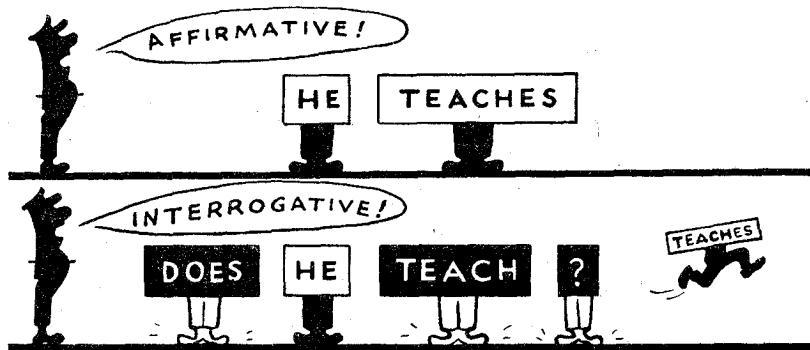 AFFIRMATIVE!
HE TEACHES
INTERROGATIVE!
TEACHES
DOES HE TEACH ?